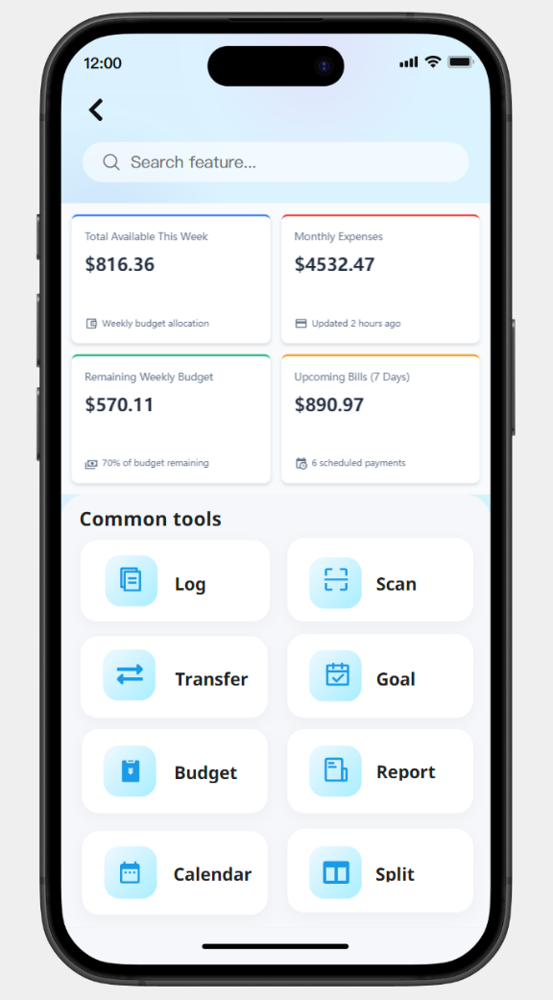 12:00
Search feature...
Total Available This Week
$816.36
Weekly budget allocation
Monthly Expenses
$4532.47
Updated 2 hours ago
Remaining Weekly Budget
$570.11
70% of budget remaining
Upcoming Bills (7 Days)
$890.97
6 scheduled payments
Common tools
Log
Scan
Transfer
Goal
Budget
Report
Calendar
Split